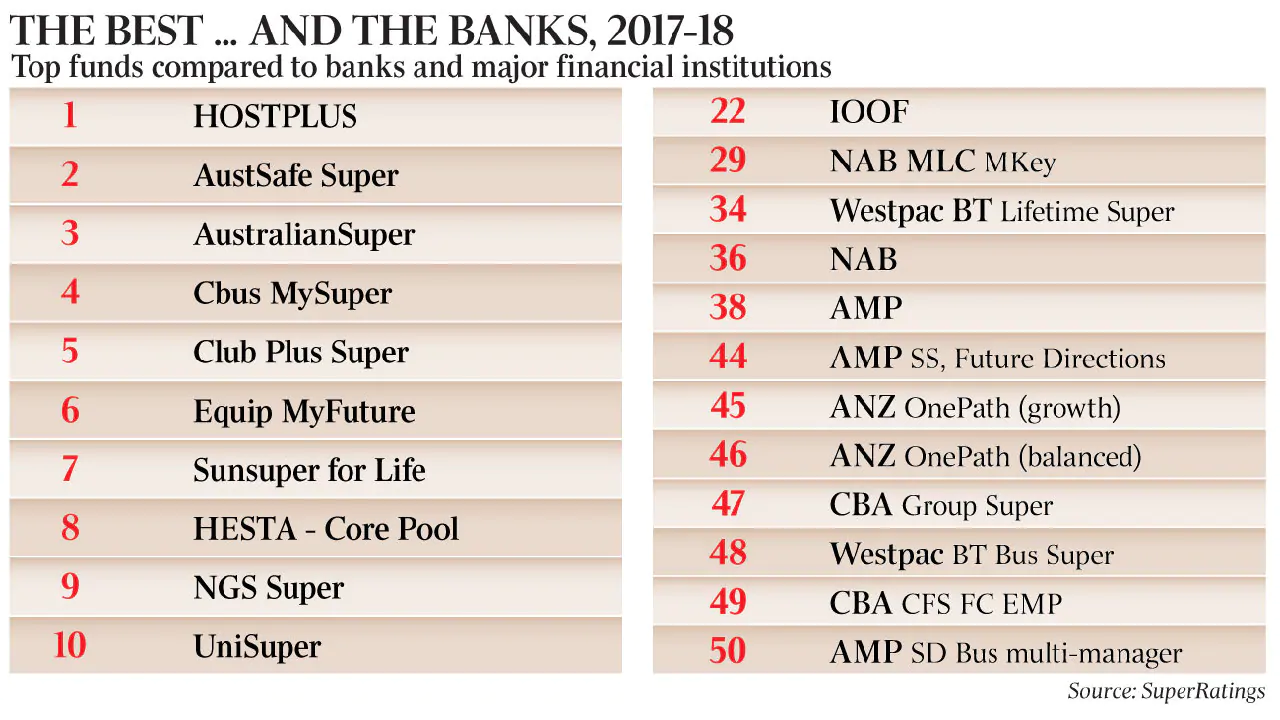 THE BEST ... AND THE BANKS, 2017-18
Top funds compared to banks and major financial institutions
1 HOSTPLUS
2 AustSafe Super
3 AustralianSuper
4 Cbus MySuper
5 Club Plus Super
6 Equip MyFuture
7 Sunsuper for Life
8 HESTA - Core Pool
9 NGS Super
10 UniSuper
22 IOOF
29 NAB MLC MKey
34 Westpac BT Lifetime Super
36 NAB
38 AMP
44 AMP SS, Future Directions
45 ANZ OnePath (growth)
46 ANZ OnePath (balanced)
47 CBA Group Super
48 Westpac BT Bus Super
49 CBA CFS FC EMP
50 AMP SD Bus multi-manager
Source: SuperRatings